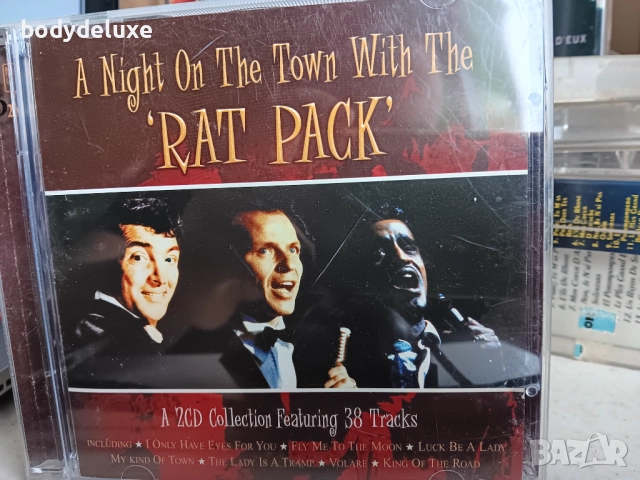 bodydeluxe
A Night On The Town With The
'RAT PACK'
A 2CD Collection Featuring 38 Tracks
INCLUDING ★ I ONLY HAVE EYES FOR YOU ★ FLY ME TO THE MOON ★ LUCK BE A LADY
MY KIND OF TOWN ★ THE LADY IS A TRAMP ★ VOLARE ★ KING OF THE ROAD
D'EUX
BAZAR